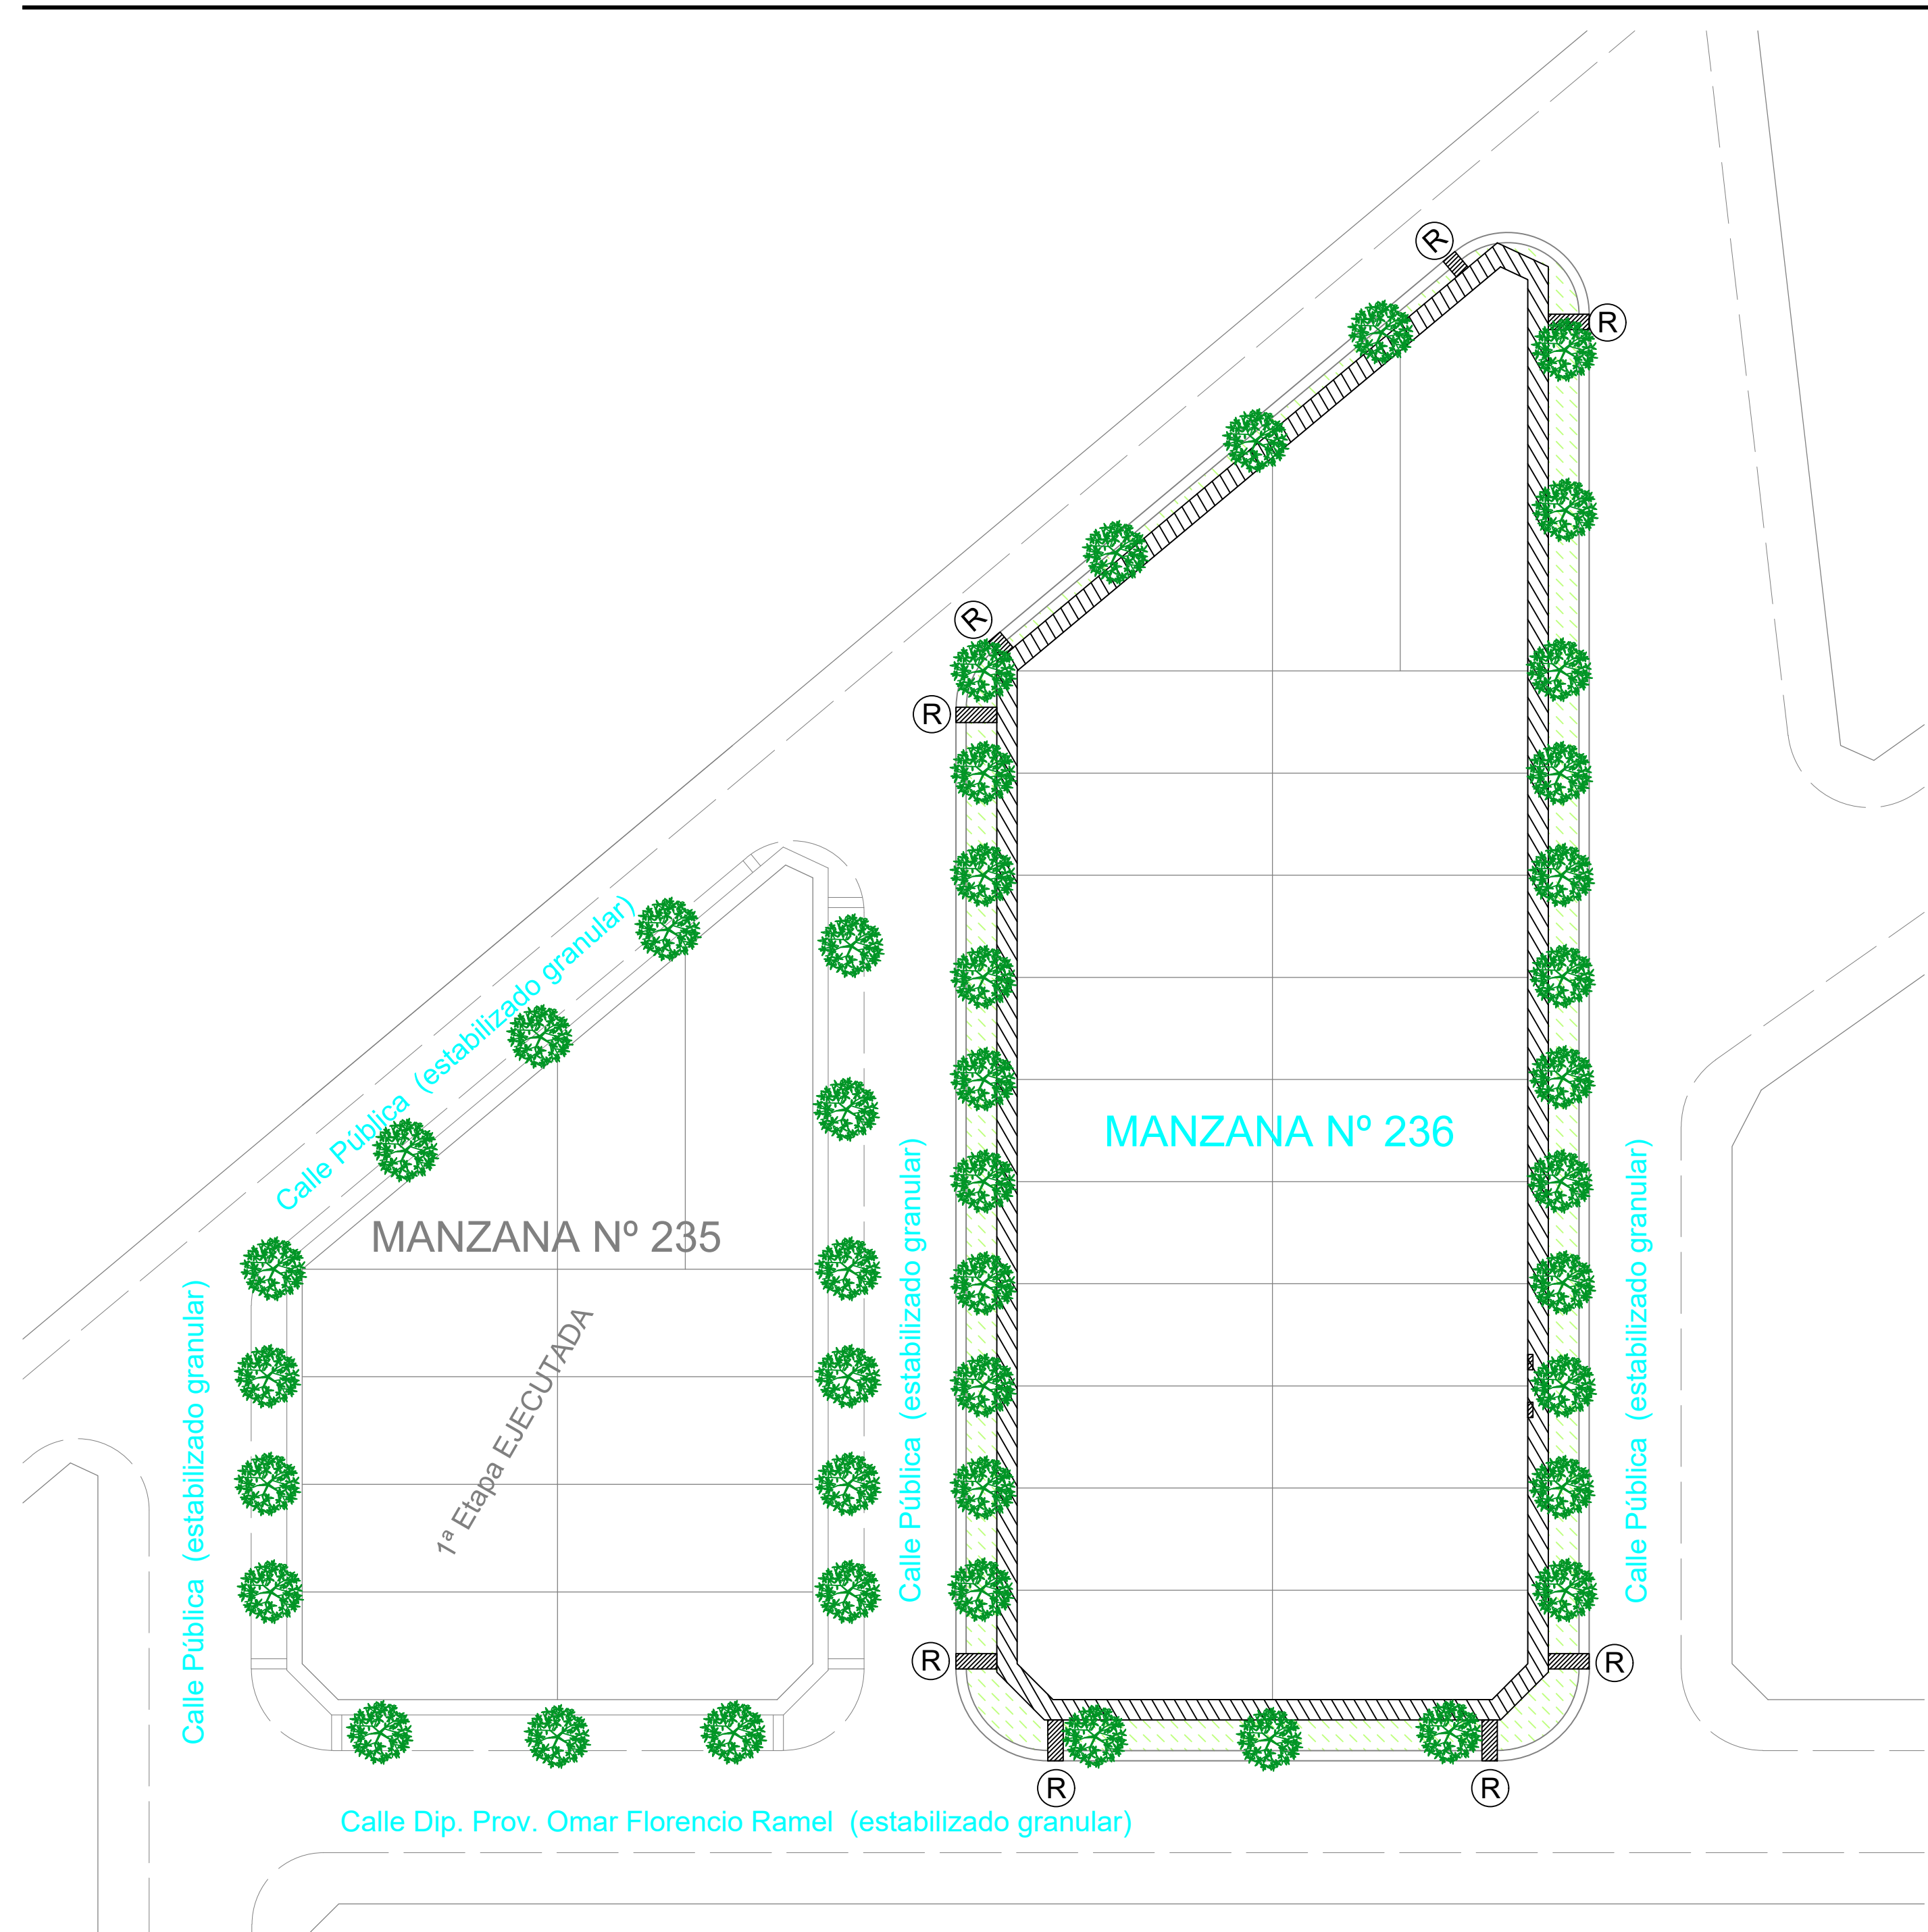 R
R
R
R
Calle Pública (estabilizado granular)
MANZANA Nº 236
MANZANA Nº 235
1ª Etapa EJECUTADA
Calle Pública (estabilizado granular)
Calle Pública (estabilizado granular)
Calle Pública (estabilizado granular)
R
R
R
R
Calle Dip. Prov. Omar Florencio Ramel (estabilizado granular)